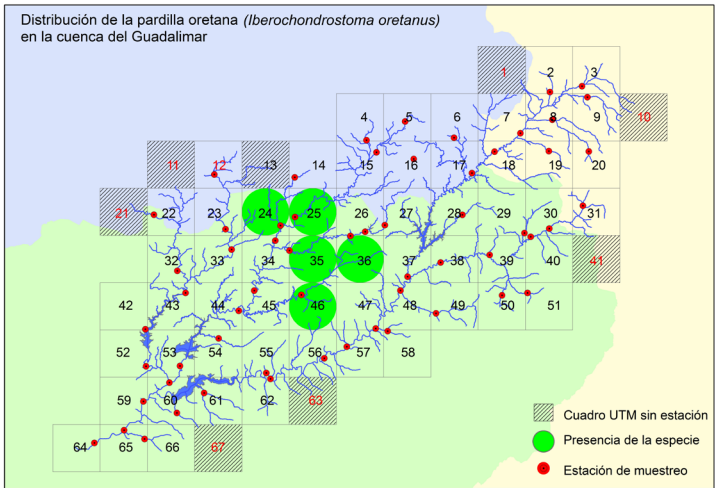 Distribución de la pardilla oretana (Iberochondrostoma oretanus)
en la cuenca del Guadalimar
1 2 3
4 5 6 7 8 9 10
11 12 13 14 15 16 17 18 19 20
21 22 23 24 25 26 27 28 29 30 31
32 33 34 35 36 37 38 39 40 41
42 43 44 45 46 47 48 49 50 51
52 53 54 55 56 57 58
59 60 61 62 63
64 65 66 67
Cuadro UTM sin estación
Presencia de la especie
Estación de muestreo